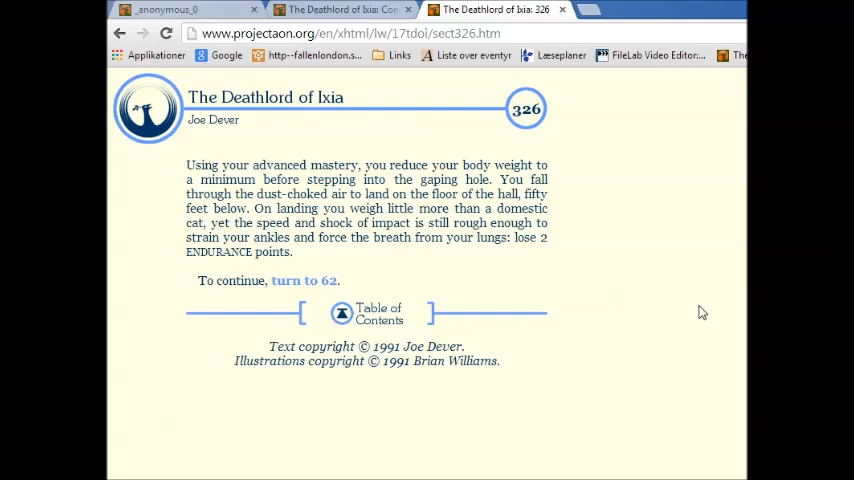 _anonymous_0
The Deathlord of Ixia: Con
The Deathlord of Ixia: 326
www.projectaon.org/en/xhtml/lw/17tdoi/sect326.htm
Applikationer
Google
http--fallenlondon.s...
Links
Liste over eventyr
Læseplaner
FileLab Video Editor:...
The
The Deathlord of Ixia
326
Joe Dever
Using your advanced mastery, you reduce your body weight to
a minimum before stepping into the gaping hole. You fall
through the dust-choked air to land on the floor of the hall, fifty
feet below. On landing you weigh little more than a domestic
cat, yet the speed and shock of impact is still rough enough to
strain your ankles and force the breath from your lungs: lose 2
ENDURANCE points.
To continue, turn to 62.
Table of
Contents
Text copyright © 1991 Joe Dever.
Illustrations copyright © 1991 Brian Williams.